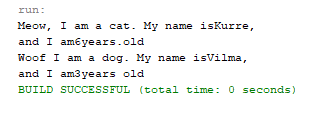 run:
Meow, I am a cat. My name isKurre,
and I am6years.old
Woof I am a dog. My name isVilma,
and I am3years old
BUILD SUCCESSFUL (total time: 0 seconds)